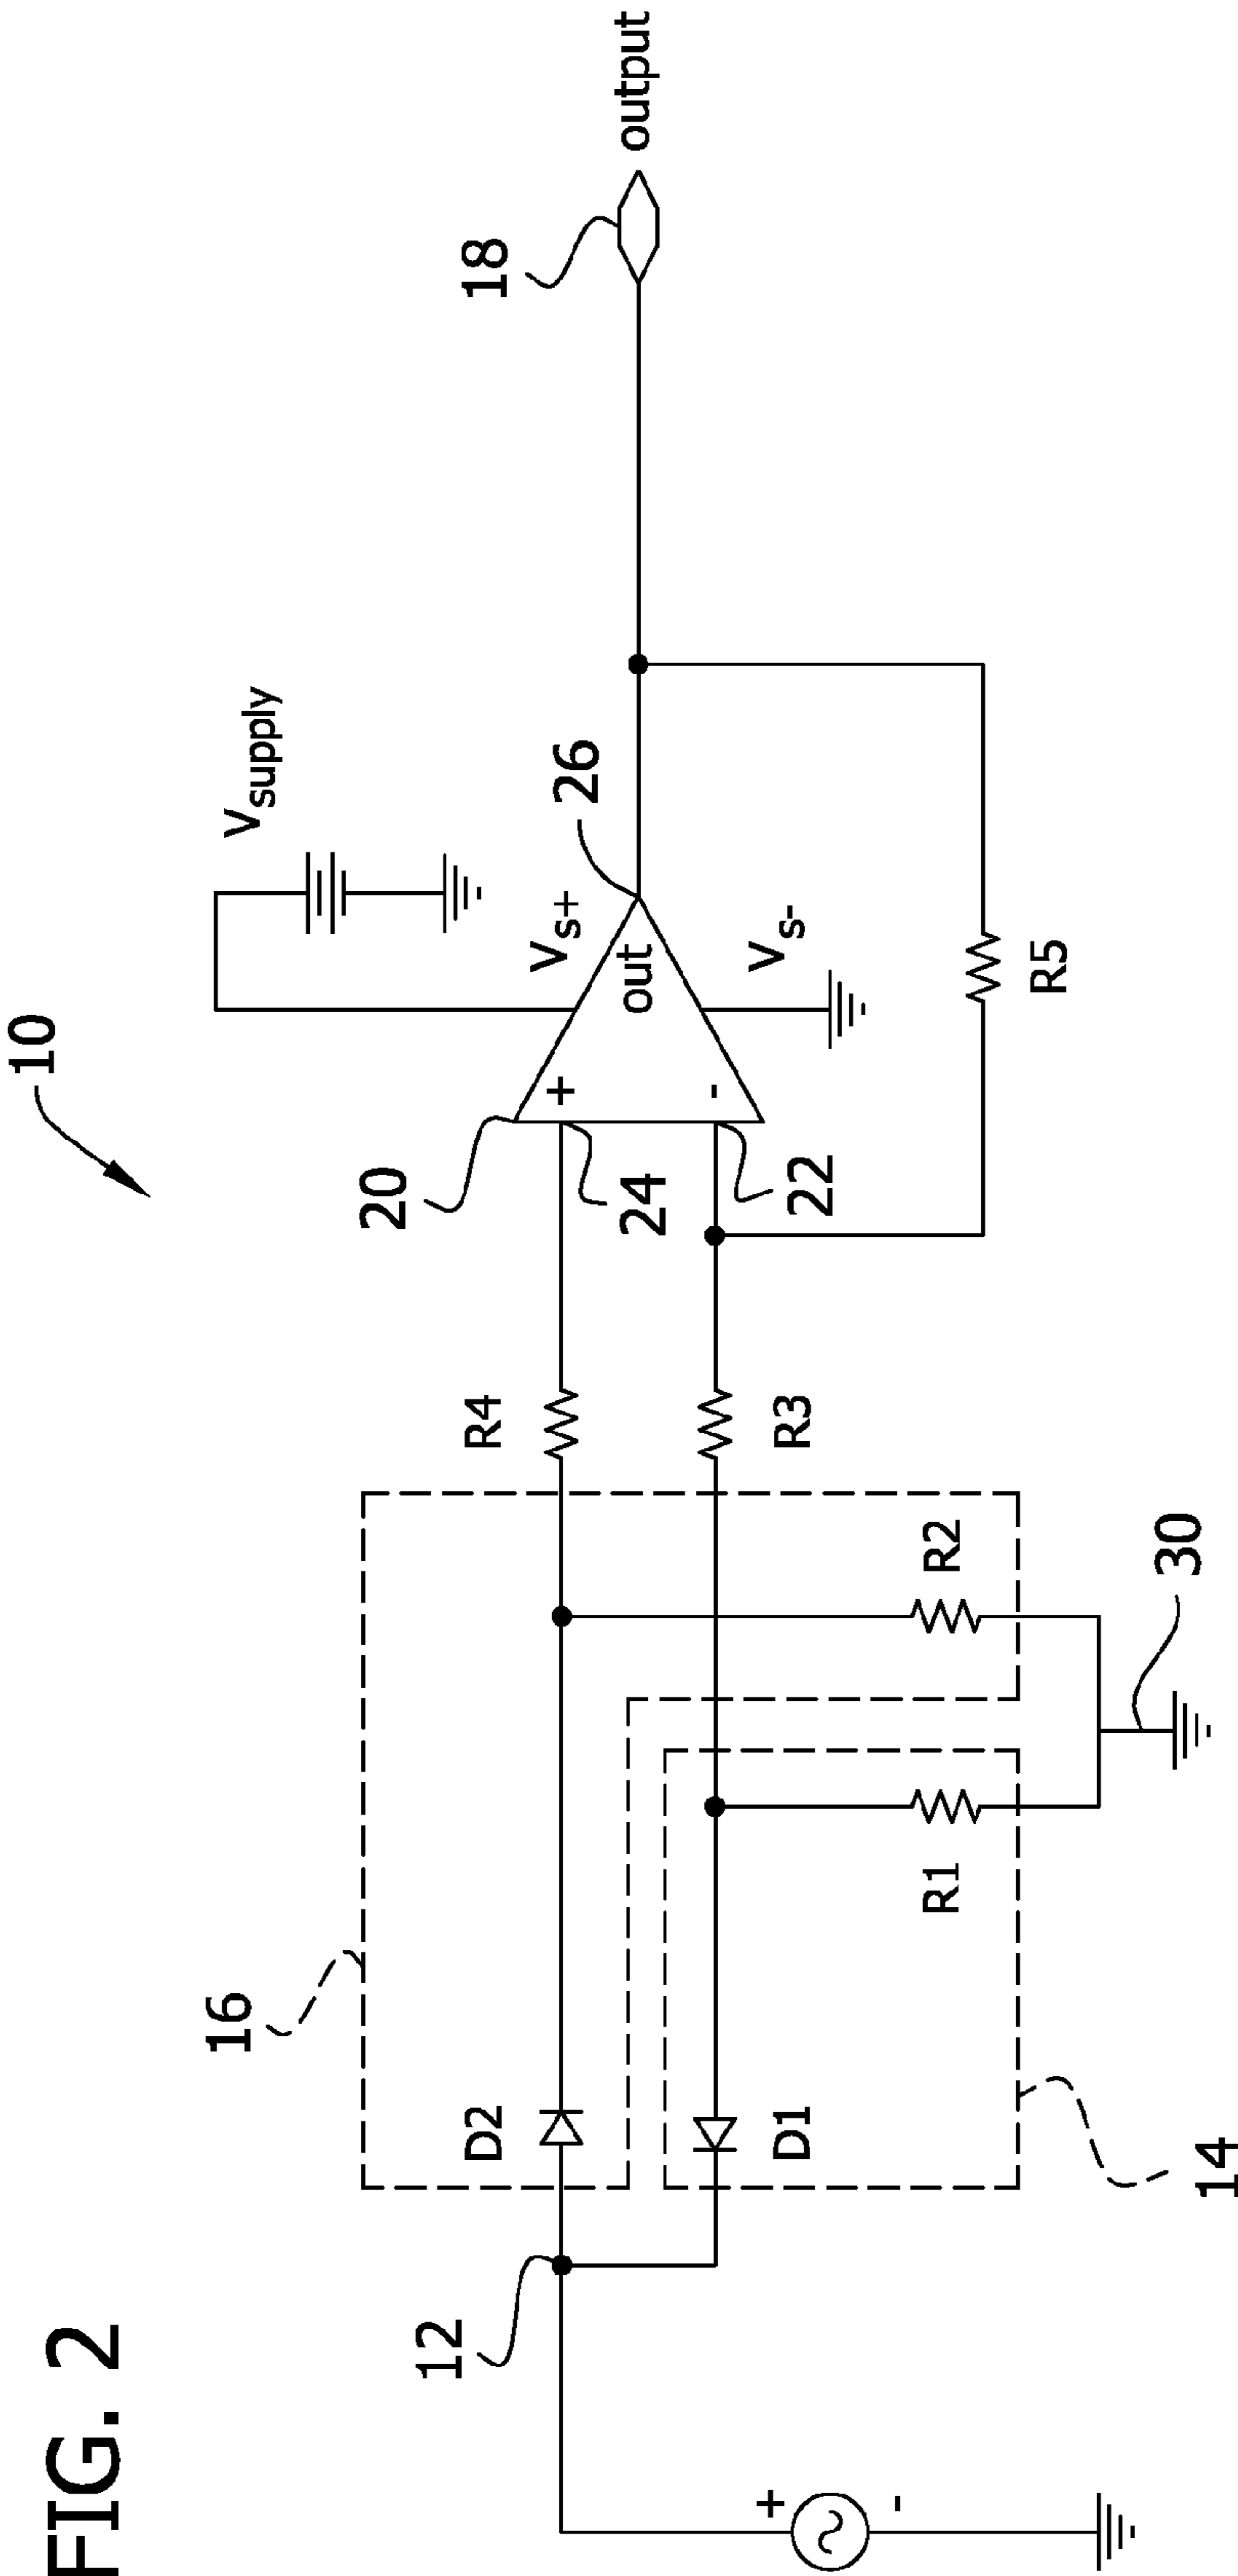 FIG. 2
10
12
14
16
D2
D1
R1
R2
30
R4
R3
20
24
22
+
-
out
Vs+
Vs-
Vsupply
26
R5
18
output
+
-